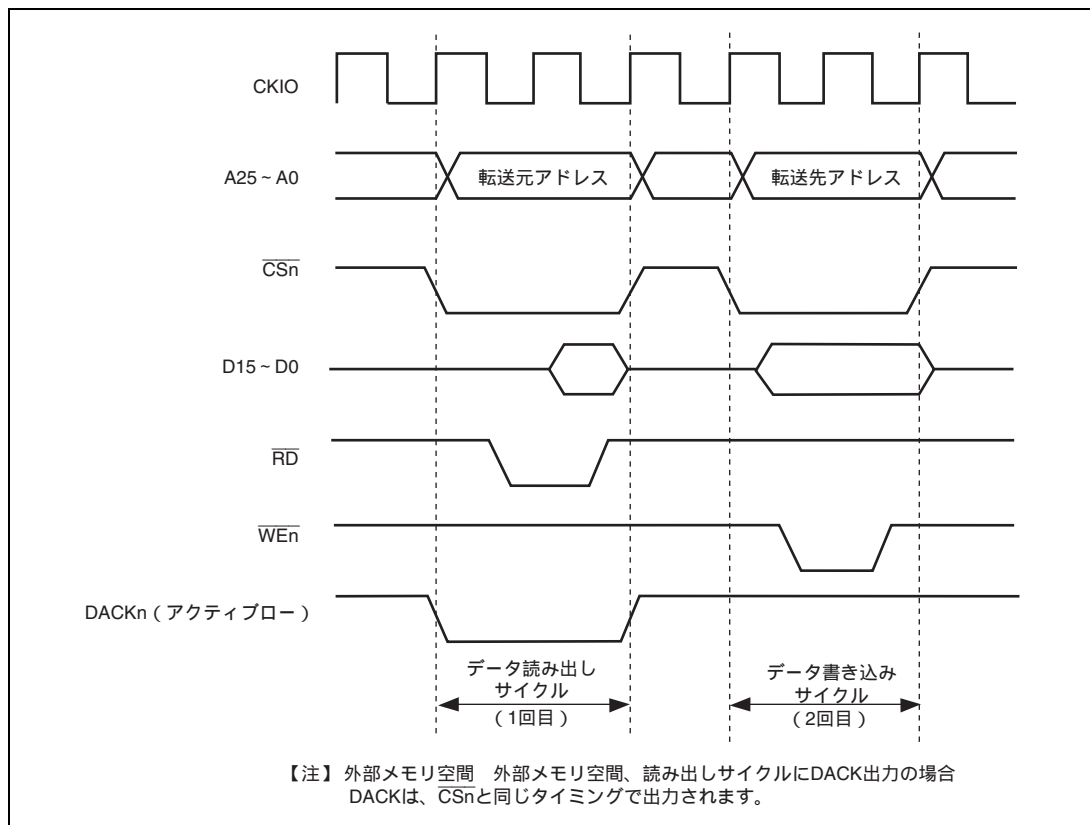 CKIO
A25~A0
転送元アドレス
転送先アドレス
CSn
D15~D0
RD
WEn
DACKn(アクティブロー)
データ読み出し
サイクル
(1回目)
データ書き込み
サイクル
(2回目)
【注】 外部メモリ空間 外部メモリ空間、読み出しサイクルにDACK出力の場合
DACKは、CSnと同じタイミングで出力されます。